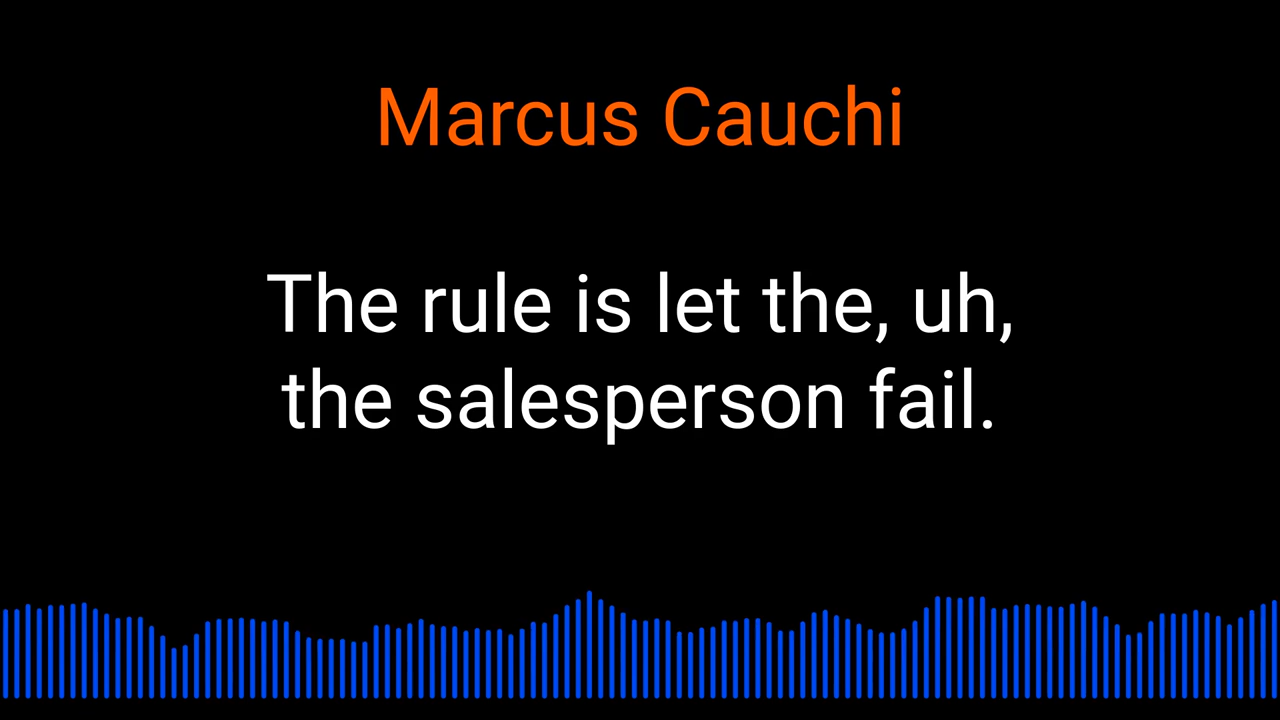 Marcus Cauchi
The rule is let the, uh,
the salesperson fail.